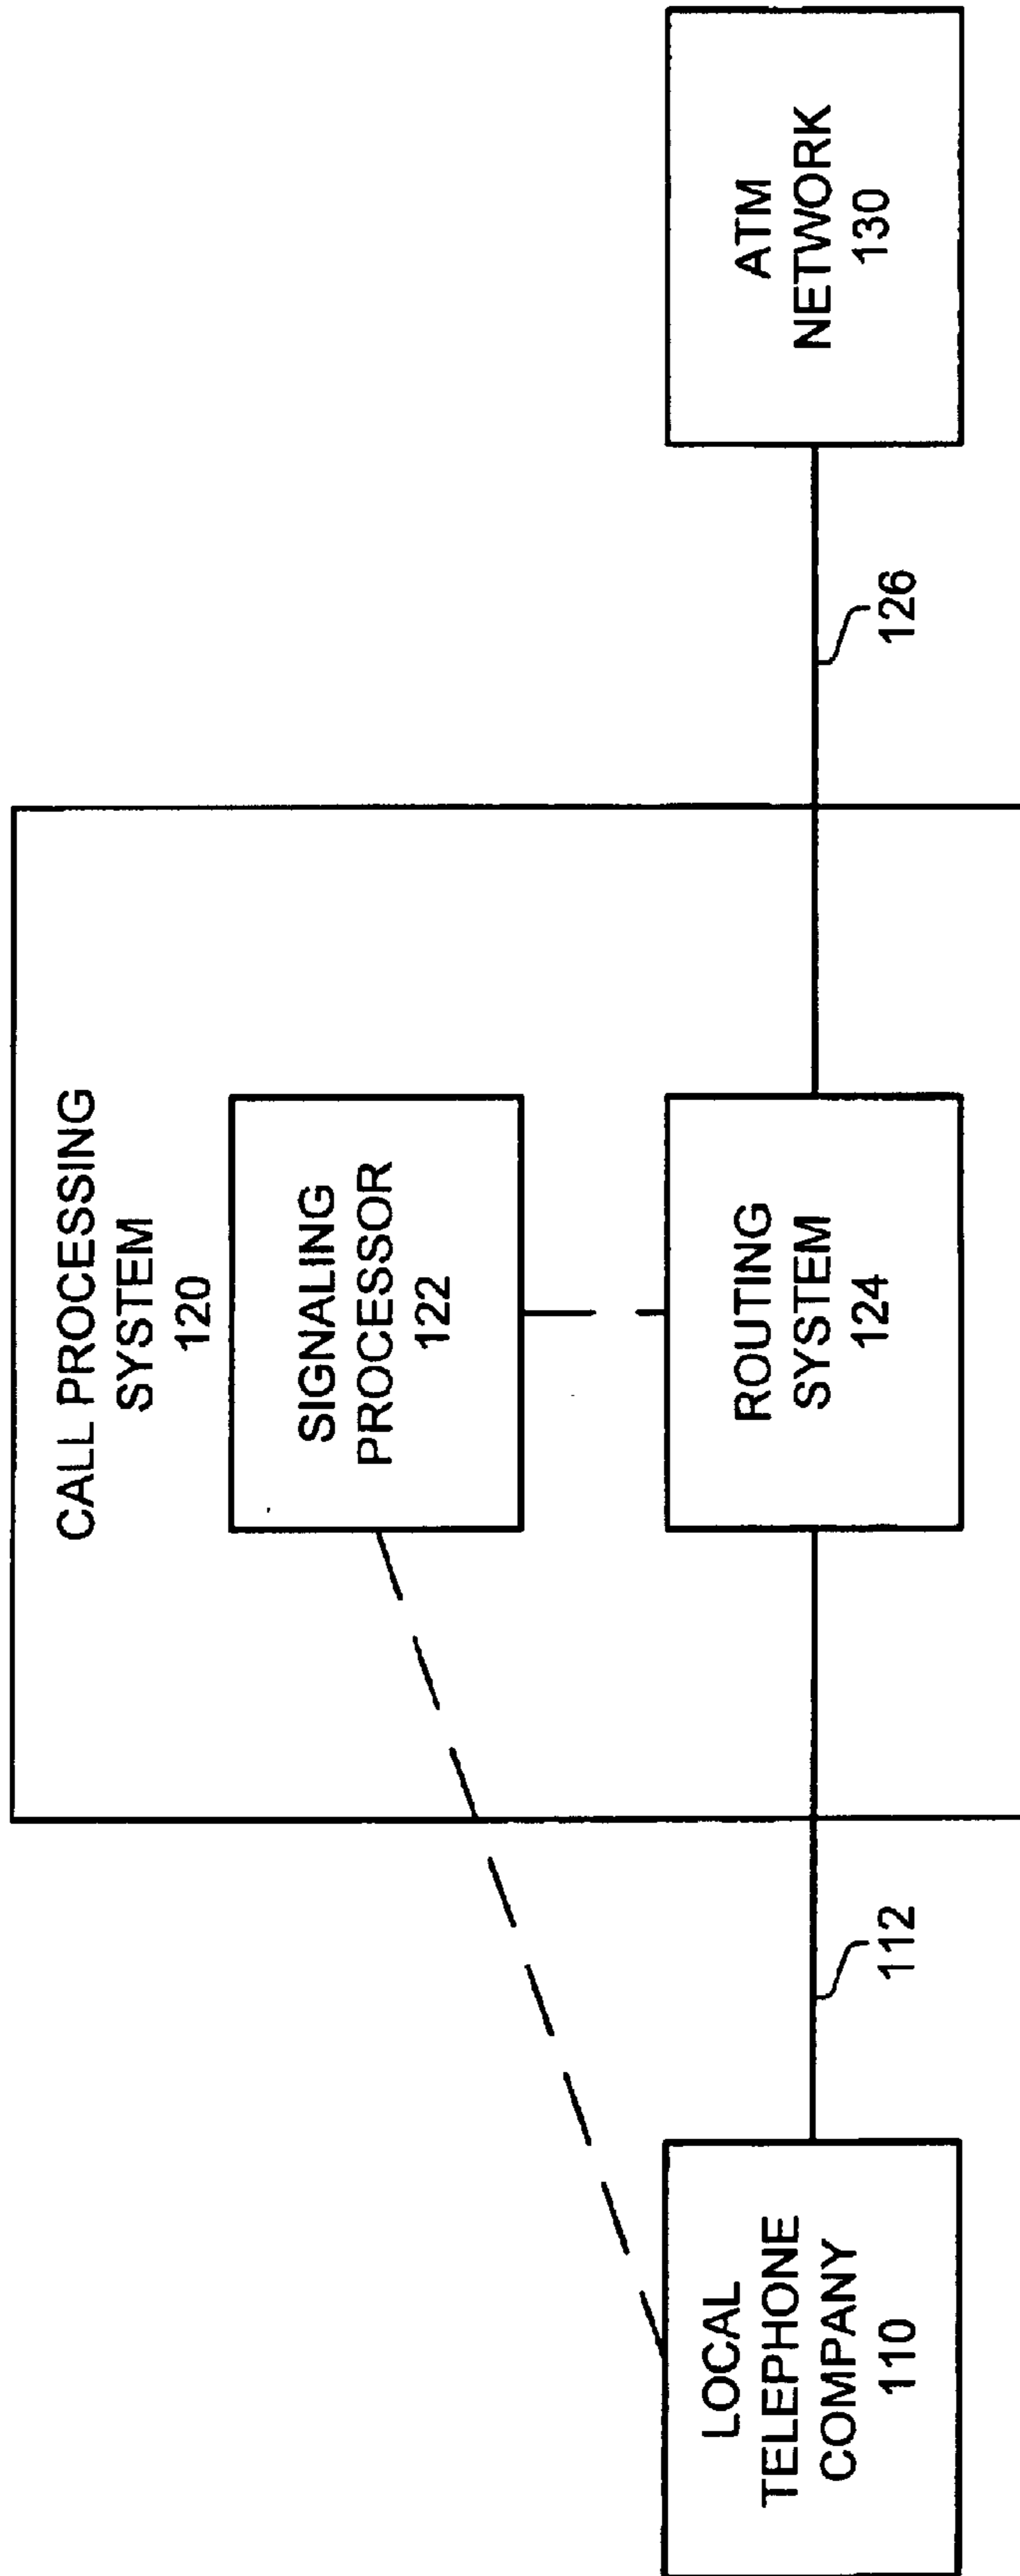 CALL PROCESSING
SYSTEM
120
SIGNALING
PROCESSOR
122
LOCAL
TELEPHONE
COMPANY
110
112
ROUTING
SYSTEM
124
126
ATM
NETWORK
130